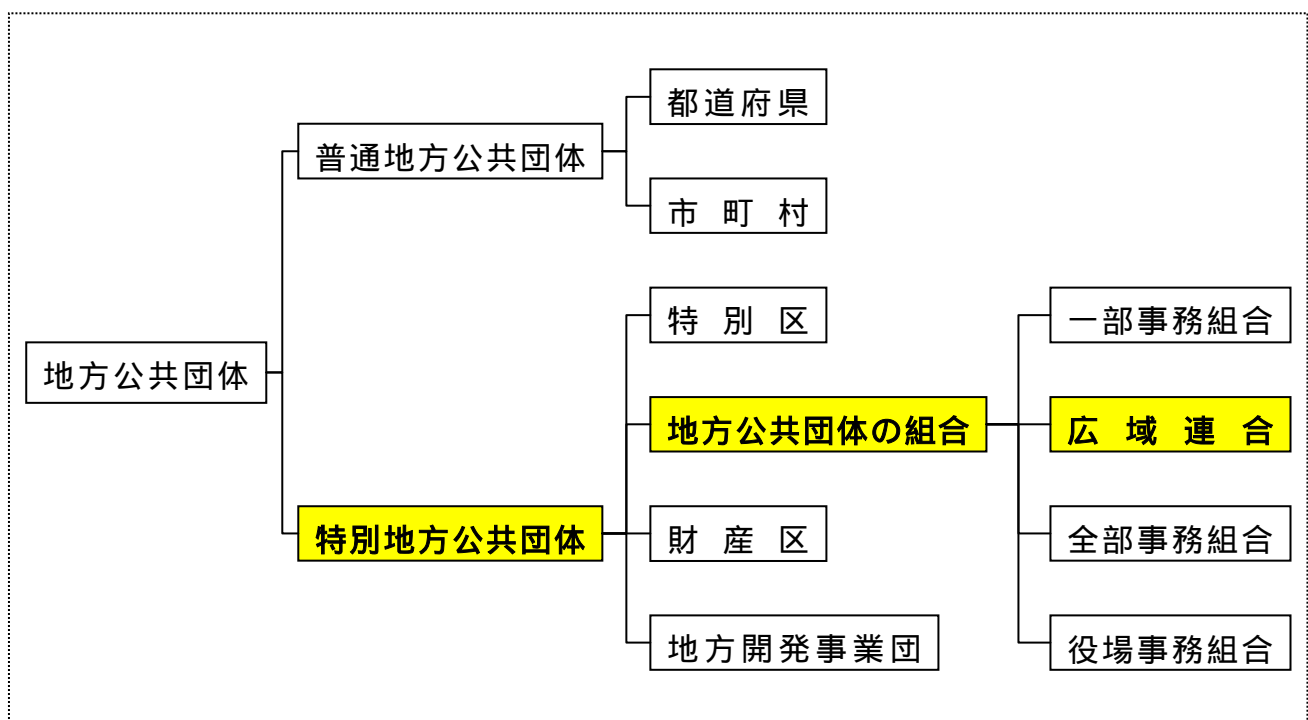 都道府県
普通地方公共団体
市町村
特別区
一部事務組合
地方公共団体
地方公共団体の組合
広域連合
特別地方公共団体
財産区
全部事務組合
地方開発事業団
役場事務組合